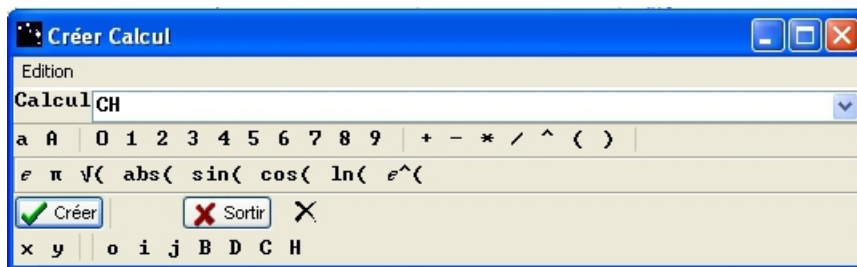 Créer Calcul
Edition
Calcul CH
a A 0 1 2 3 4 5 6 7 8 9 + - * / ^ ( )
e π √( abs( sin( cos( ln( e^(
Créer Sortir
x y o i j B D C H